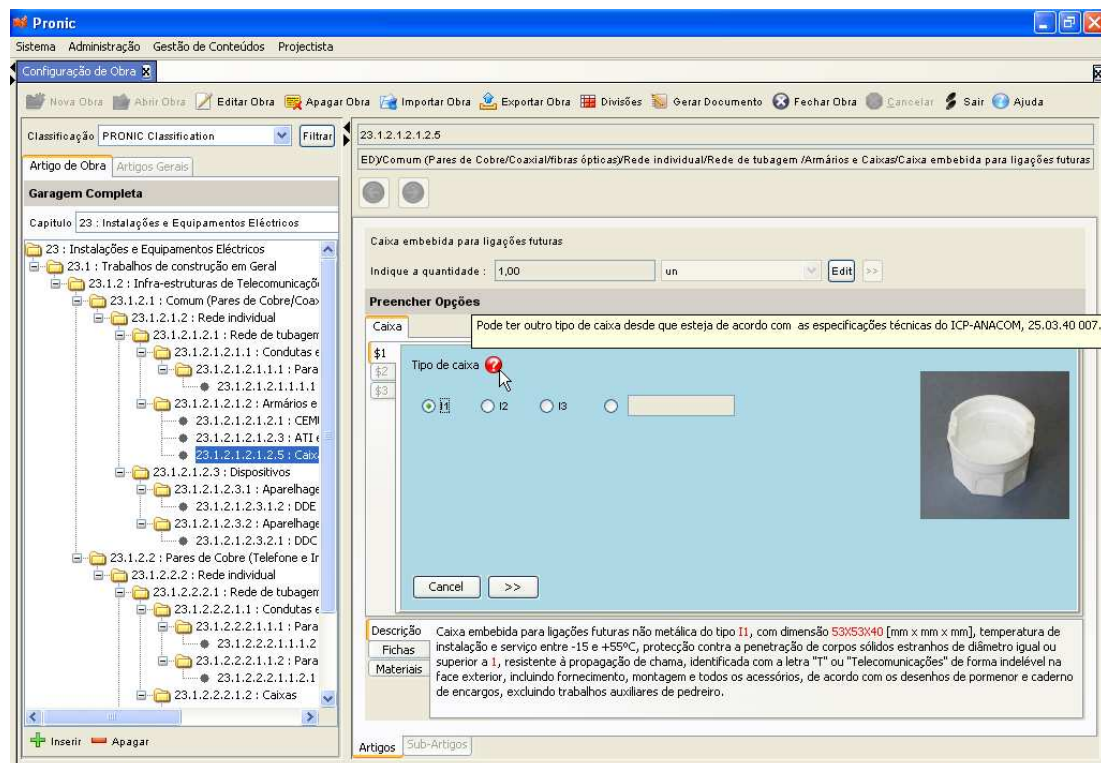 Pronic
Sistema Administração Gestão de Conteúdos Projectista
Configuração de Obra
Nova Obra Abrir Obra Editar Obra Apagar Obra Importar Obra Exportar Obra Divisões Gerar Documento Fechar Obra Cancelar Sair Ajuda
Classificação PRONIC Classification Filtrar
Artigo de Obra Artigos Gerais
Garagem Completa
Capitulo 23 : Instalações e Equipamentos Eléctricos
23 : Instalações e Equipamentos Eléctricos
23.1 : Trabalhos de construção em Geral
23.1.2 : Infra-estruturas de Telecomunicaçõ
23.1.2.1 : Comum (Pares de Cobre/Coa
23.1.2.1.2 : Rede individual
23.1.2.1.2.1 : Rede de tubagem
23.1.2.1.2.1.1 : Condutas e
23.1.2.1.2.1.1.1 : Para
23.1.2.1.2.1.1.1.1
23.1.2.1.2.1.2 : Armários e
23.1.2.1.2.1.2.1 : CEM
23.1.2.1.2.1.2.3 : ATI e
23.1.2.1.2.1.2.5 : Caix
23.1.2.1.2.3 : Dispositivos
23.1.2.1.2.3.1 : Aparelhage
23.1.2.1.2.3.1.2 : DDE
23.1.2.1.2.3.2 : Aparelhage
23.1.2.1.2.3.2.1 : DDC
23.1.2.2 : Pares de Cobre (Telefone e Ir
23.1.2.2.2 : Rede individual
23.1.2.2.2.1 : Rede de tubagem
23.1.2.2.2.1.1 : Condutas e
23.1.2.2.2.1.1.1 : Para
23.1.2.2.2.1.1.1.2
23.1.2.2.2.1.1.2 : Para
23.1.2.2.2.1.1.2.1
23.1.2.2.2.1.2 : Caixas
Inserir Apagar
23.1.2.1.2.1.2.5
ED)/Comum (Pares de Cobre/Coaxial/fibras ópticas)/Rede individual/Rede de tubagem /Armários e Caixas/Caixa embebida para ligações futuras
Caixa embebida para ligações futuras
Indique a quantidade : 1,00 un Edit >>
Preencher Opções
Caixa
Pode ter outro tipo de caixa desde que esteja de acordo com as especificações técnicas do ICP-ANACOM, 25.03.40 007.
$1
$2
$3
Tipo de caixa ?
I1 I2 I3
Cancel >>
Descrição
Fichas
Materiais
Caixa embebida para ligações futuras não metálica do tipo I1, com dimensão 53X53X40 [mm x mm x mm], temperatura de
instalação e serviço entre -15 e +55ºC, protecção contra a penetração de corpos sólidos estranhos de diâmetro igual ou
superior a 1, resistente à propagação de chama, identificada com a letra "T" ou "Telecomunicações" de forma indelével na
face exterior, incluindo fornecimento, montagem e todos os acessórios, de acordo com os desenhos de pormenor e caderno
de encargos, excluindo trabalhos auxiliares de pedreiro.
Artigos Sub-Artigos